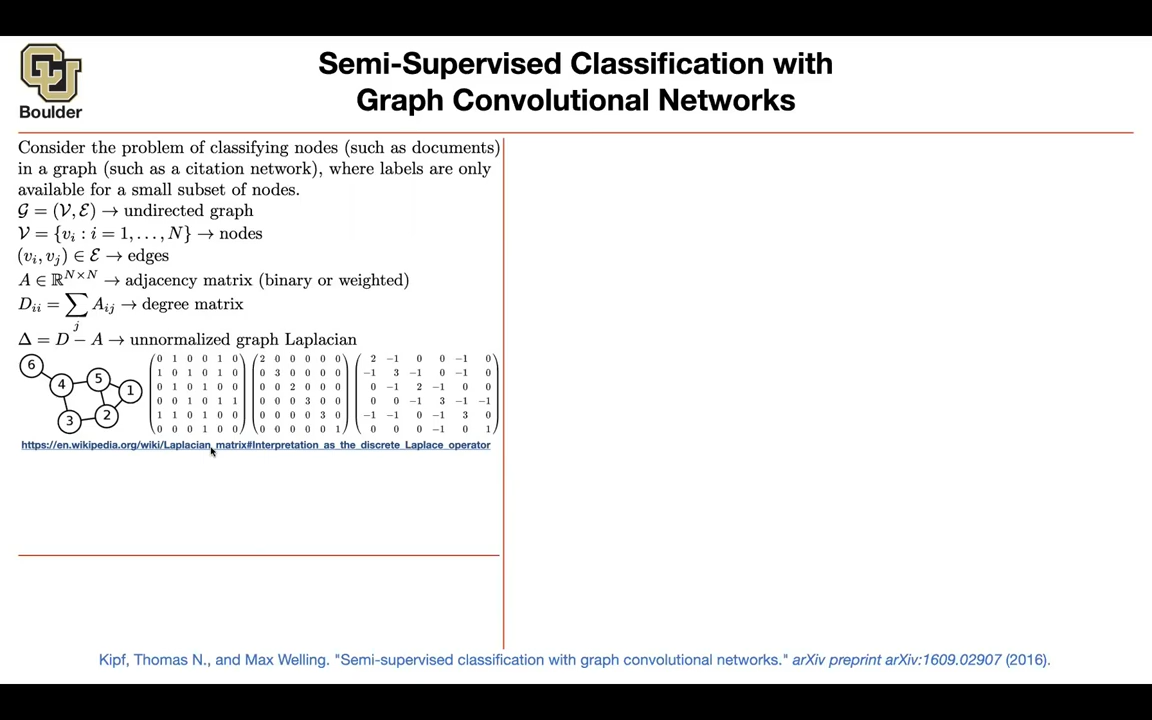 Boulder
Semi-Supervised Classification with
Graph Convolutional Networks
Consider the problem of classifying nodes (such as documents)
in a graph (such as a citation network), where labels are only
available for a small subset of nodes.
𝒢 = (𝒱, ℰ) → undirected graph
𝒱 = {v_i : i = 1, . . . , N} → nodes
(v_i, v_j) ∈ ℰ → edges
A ∈ ℝ^{N×N} → adjacency matrix (binary or weighted)
D_{ii} = ∑_j A_{ij} → degree matrix
Δ = D − A → unnormalized graph Laplacian
6 4 5 1 3 2
0 1 0 0 1 0
1 0 1 0 1 0
0 1 0 1 0 0
0 0 1 0 1 1
1 1 0 1 0 0
0 0 0 1 0 0
2 0 0 0 0 0
0 3 0 0 0 0
0 0 2 0 0 0
0 0 0 3 0 0
0 0 0 0 3 0
0 0 0 0 0 1
2 −1 0 0 −1 0
−1 3 −1 0 −1 0
0 −1 2 −1 0 0
0 0 −1 3 −1 −1
−1 −1 0 −1 3 0
0 0 0 −1 0 1
https://en.wikipedia.org/wiki/Laplacian_matrix#Interpretation_as_the_discrete_Laplace_operator
Kipf, Thomas N., and Max Welling. "Semi-supervised classification with graph convolutional networks." arXiv preprint arXiv:1609.02907 (2016).